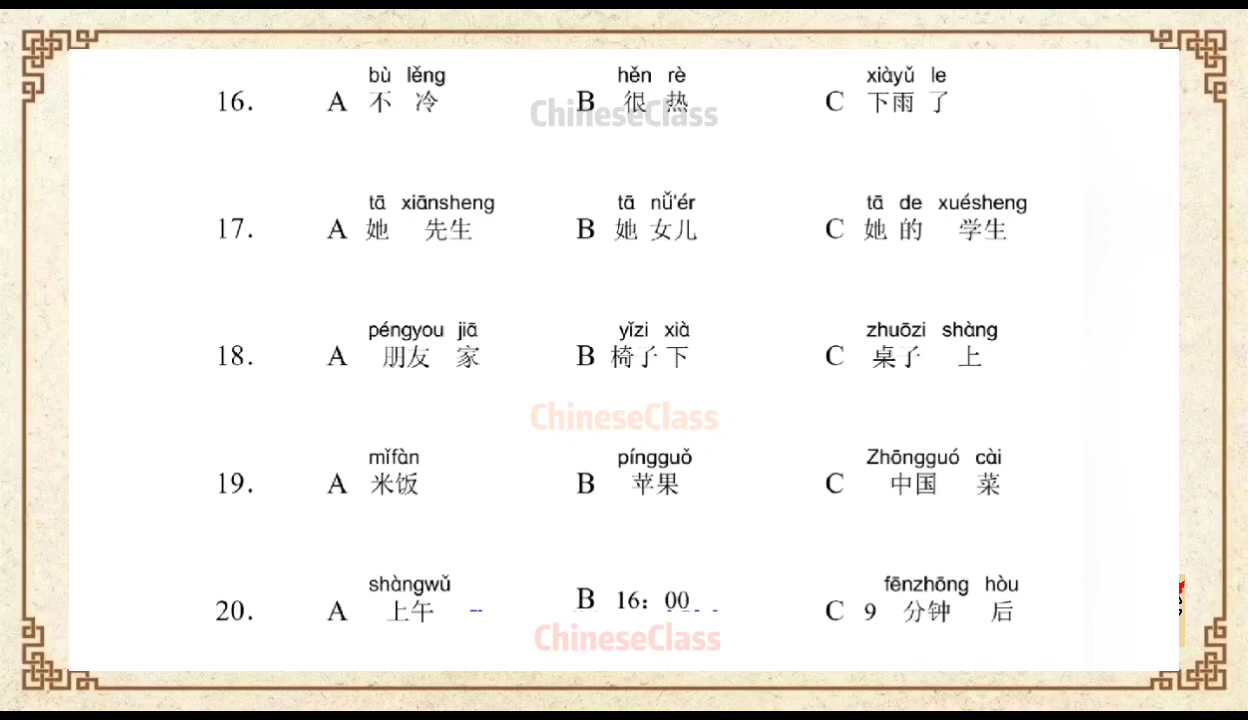 bù lěng hěn rè xiàyǔ le
16. A 不 冷 B 很 热 C 下雨 了
ChineseClass
tā xiānsheng tā nǚ'ér tā de xuésheng
17. A 她 先生 B 她 女儿 C 她 的 学生
péngyou jiā yǐzi xià zhuōzi shàng
18. A 朋友 家 B 椅子 下 C 桌子 上
ChineseClass
mǐfàn píngguǒ Zhōngguó cài
19. A 米饭 B 苹果 C 中国 菜
shàngwǔ fēnzhōng hòu
20. A 上午 B 16：00 C 9 分钟 后
ChineseClass